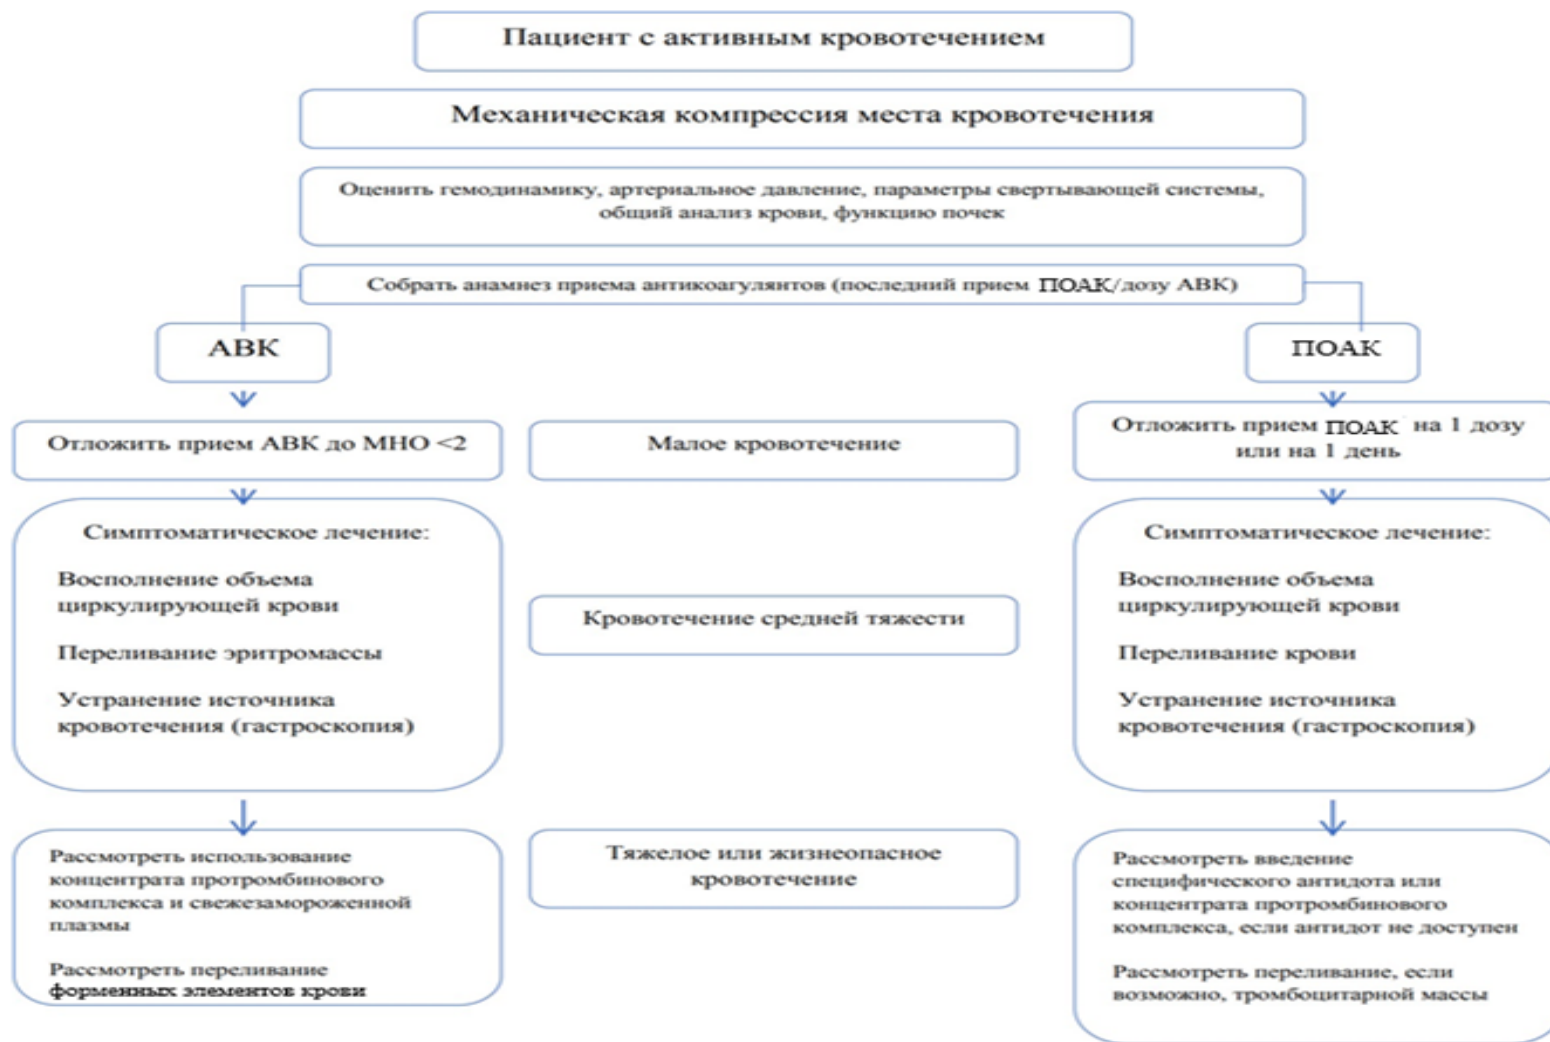 Пациент с активным кровотечением
Механическая компрессия места кровотечения
Оценить гемодинамику, артериальное давление, параметры свертывающей системы,
общий анализ крови, функцию почек
Собрать анамнез приема антикоагулянтов (последний прием ПОАК/дозу АВК)
АВК
ПОАК
Отложить прием АВК до МНО <2
Малое кровотечение
Отложить прием ПОАК на 1 дозу
или на 1 день
Симптоматическое лечение:
Восполнение объема
циркулирующей крови
Переливание эритромассы
Устранение источника
кровотечения (гастроскопия)
Кровотечение средней тяжести
Симптоматическое лечение:
Восполнение объема
циркулирующей крови
Переливание крови
Устранение источника
кровотечения (гастроскопия)
Рассмотреть использование
концентрата протромбинового
комплекса и свежезамороженной
плазмы
Рассмотреть переливание
форменных элементов крови
Тяжелое или жизнеопасное
кровотечение
Рассмотреть введение
специфического антидота или
концентрата протромбинового
комплекса, если антидот не доступен
Рассмотреть переливание, если
возможно, тромбоцитарной массы